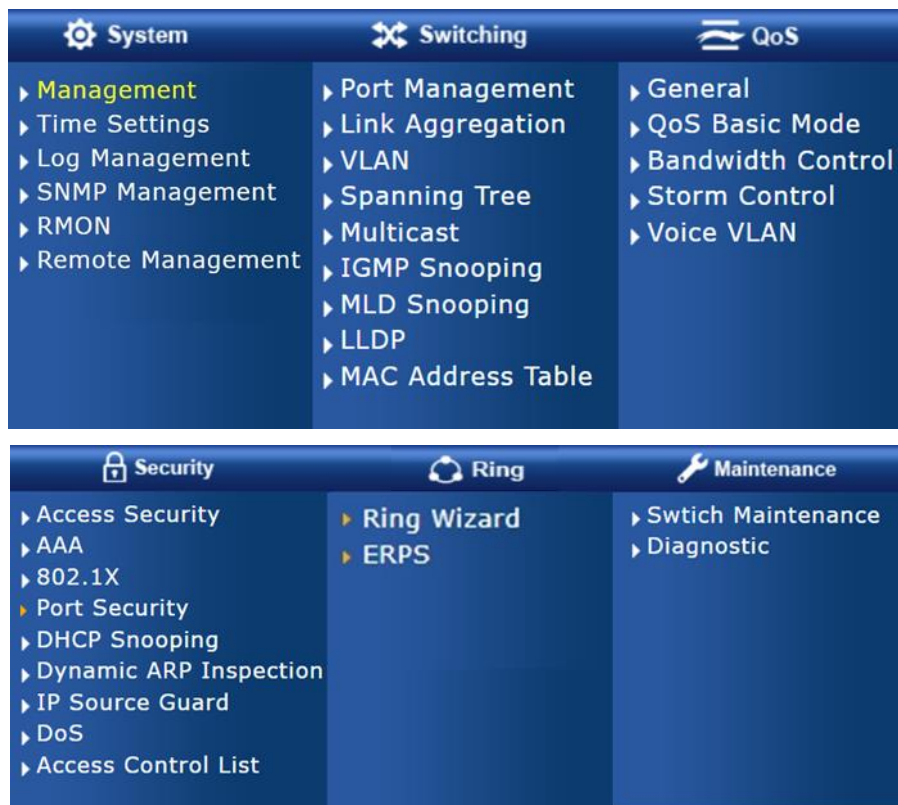 System
Management
Time Settings
Log Management
SNMP Management
RMON
Remote Management
Switching
Port Management
Link Aggregation
VLAN
Spanning Tree
Multicast
IGMP Snooping
MLD Snooping
LLDP
MAC Address Table
QoS
General
QoS Basic Mode
Bandwidth Control
Storm Control
Voice VLAN
Security
Access Security
AAA
802.1X
Port Security
DHCP Snooping
Dynamic ARP Inspection
IP Source Guard
DoS
Access Control List
Ring
Ring Wizard
ERPS
Maintenance
Swtich Maintenance
Diagnostic